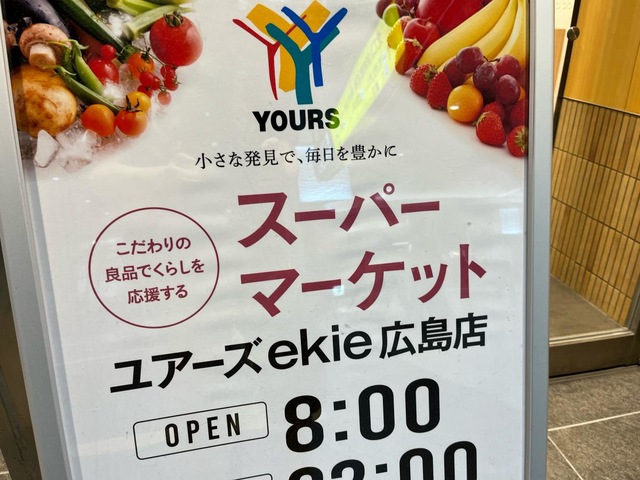 YOURS
小さな発見で、毎日を豊かに
こだわりの
良品でくらしを
応援する
スーパー
マーケット
ユアーズekie広島店
OPEN 8:00